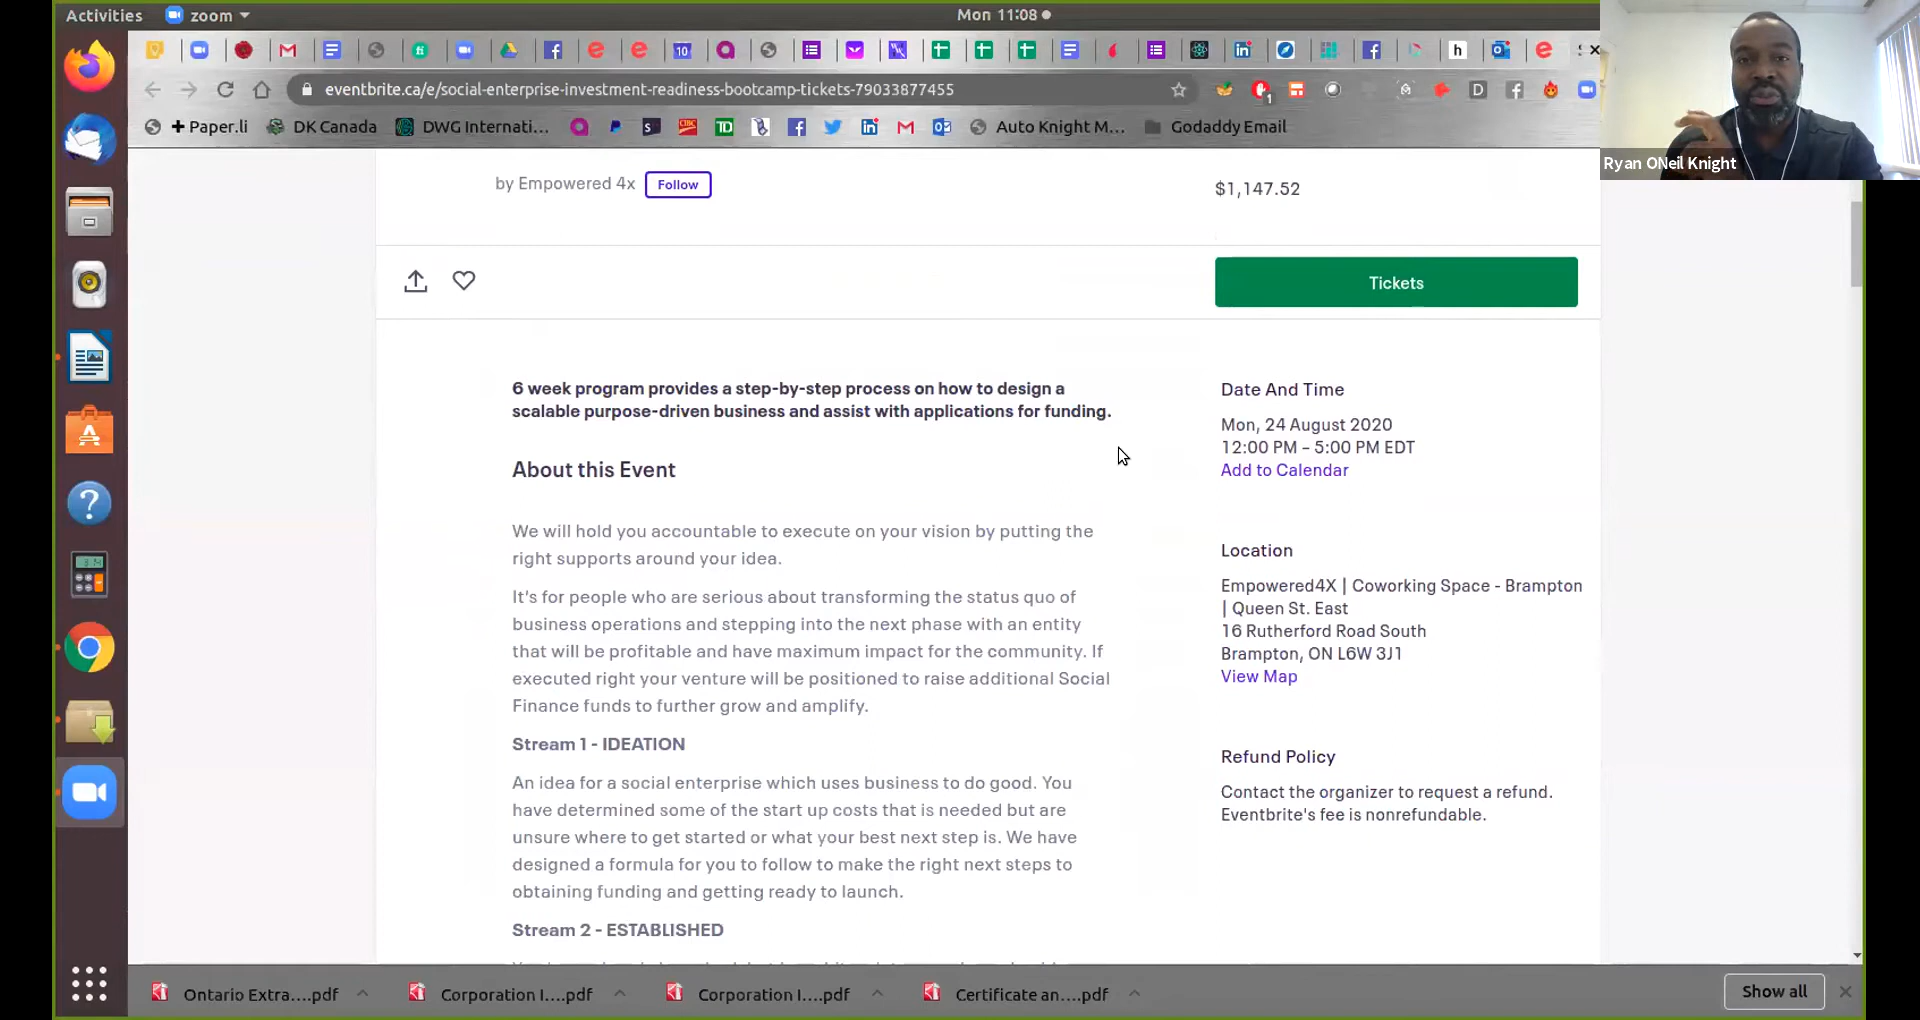 Activities
zoom
Mon 11:08
eventbrite.ca/e/social-enterprise-investment-readiness-bootcamp-tickets-79033877455
Paper.li
DK Canada
DWG Internati...
Auto Knight M...
Godaddy Email
Ryan ONeil Knight
by Empowered 4x
Follow
$1,147.52
Tickets
6 week program provides a step-by-step process on how to design a
scalable purpose-driven business and assist with applications for funding.
About this Event
We will hold you accountable to execute on your vision by putting the
right supports around your idea.
It's for people who are serious about transforming the status quo of
business operations and stepping into the next phase with an entity
that will be profitable and have maximum impact for the community. If
executed right your venture will be positioned to raise additional Social
Finance funds to further grow and amplify.
Stream 1 - IDEATION
An idea for a social enterprise which uses business to do good. You
have determined some of the start up costs that is needed but are
unsure where to get started or what your best next step is. We have
designed a formula for you to follow to make the right next steps to
obtaining funding and getting ready to launch.
Stream 2 - ESTABLISHED
Date And Time
Mon, 24 August 2020
12:00 PM – 5:00 PM EDT
Add to Calendar
Location
Empowered4X | Coworking Space - Brampton
| Queen St. East
16 Rutherford Road South
Brampton, ON L6W 3J1
View Map
Refund Policy
Contact the organizer to request a refund.
Eventbrite's fee is nonrefundable.
Ontario Extra....pdf
Corporation I....pdf
Corporation I....pdf
Certificate an....pdf
Show all